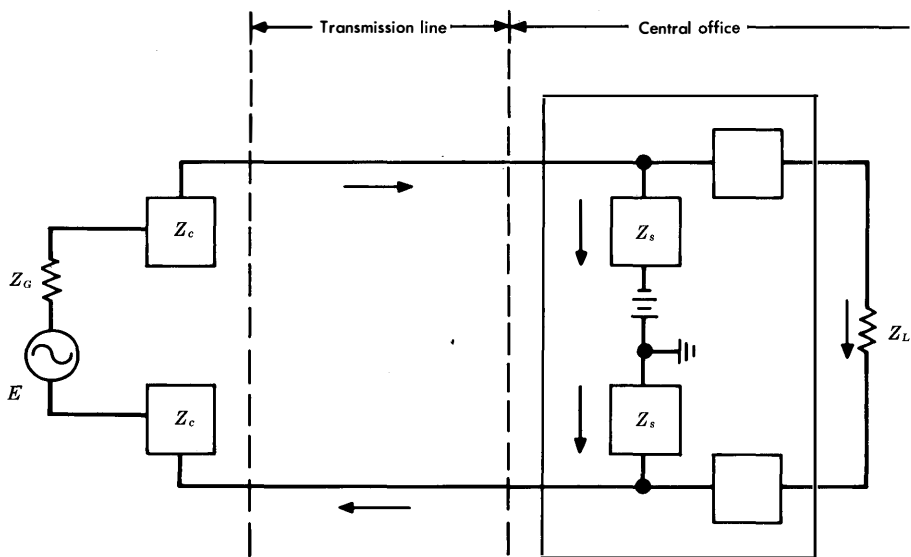 Transmission line
Central office
Z_c
Z_s
Z_G
Z_L
E
Z_c
Z_s